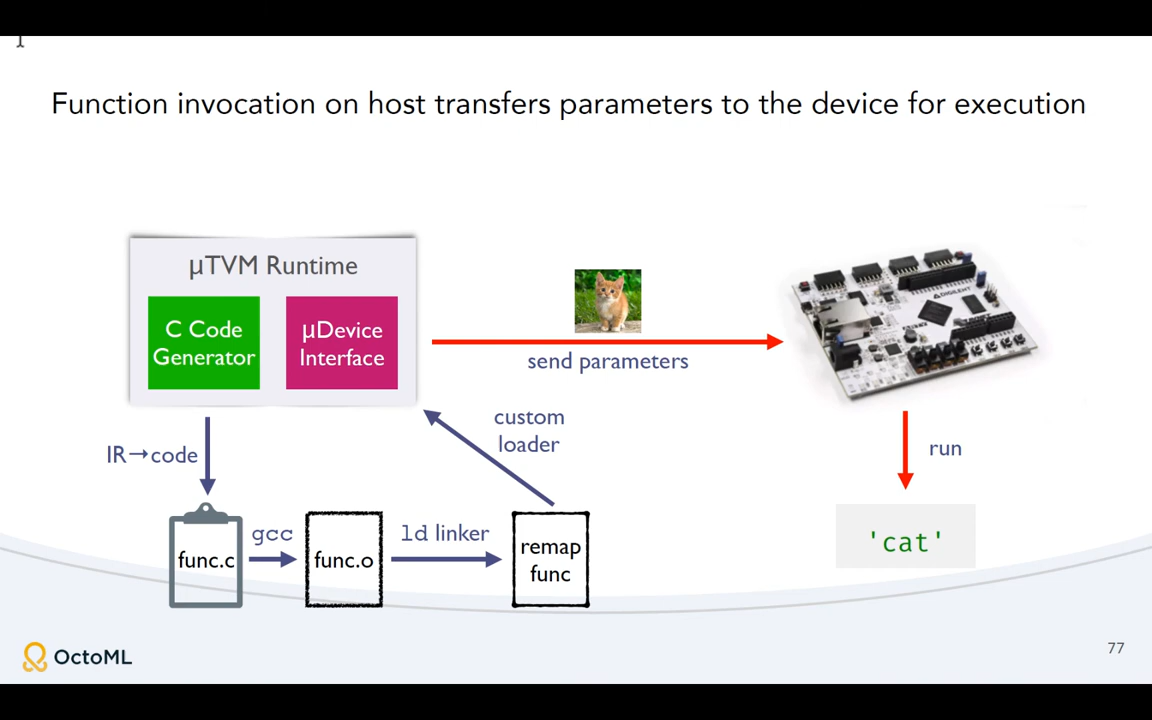 Function invocation on host transfers parameters to the device for execution
µTVM Runtime
C Code
Generator
µDevice
Interface
send parameters
DIGILENT
custom
loader
IR→code
run
func.c
gcc
func.o
ld linker
remap
func
'cat'
OctoML
77